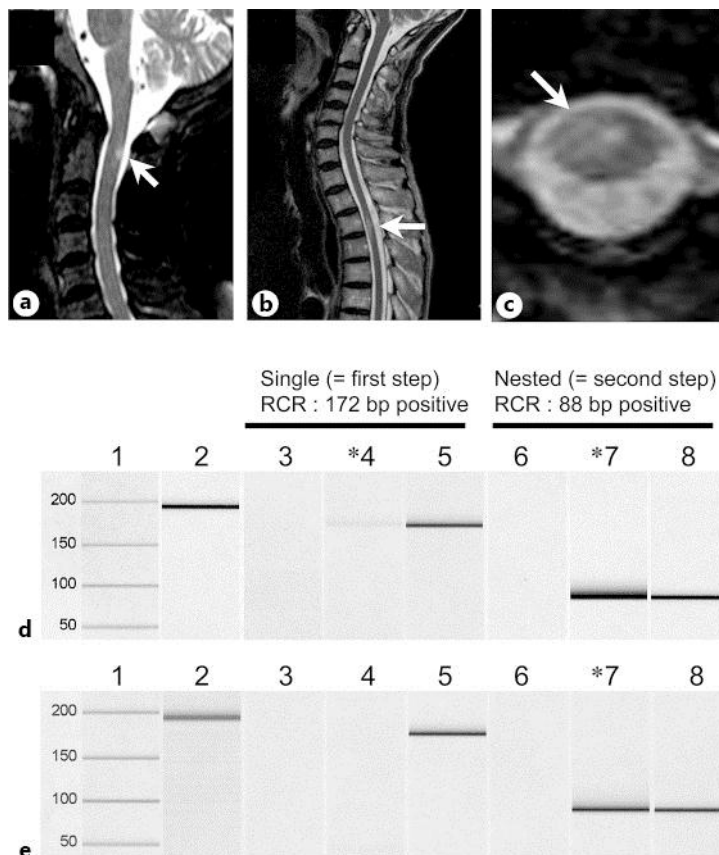 a
b
c
Single (= first step)
RCR : 172 bp positive
Nested (= second step)
RCR : 88 bp positive
1 2 3 *4 5 6 *7 8
200
150
100
50
d
1 2 3 4 5 6 *7 8
200
150
100
50
e